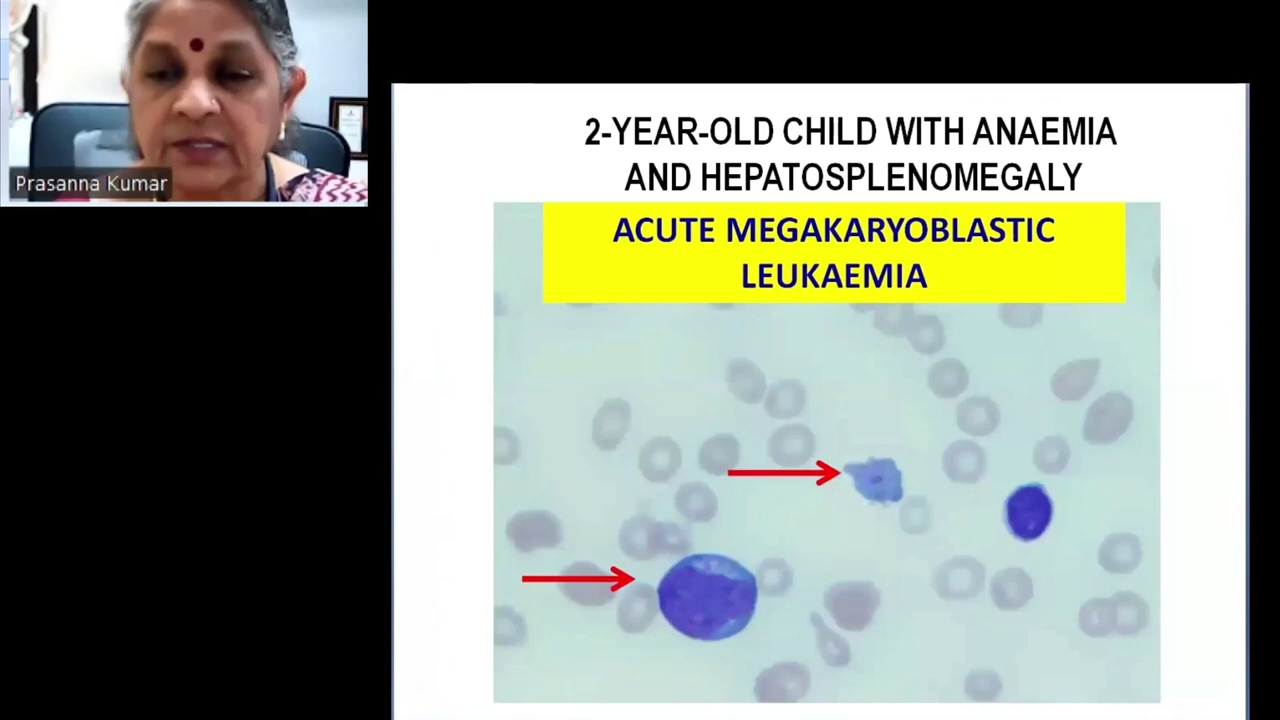 Prasanna Kumar
2-YEAR-OLD CHILD WITH ANAEMIA
AND HEPATOSPLENOMEGALY
ACUTE MEGAKARYOBLASTIC
LEUKAEMIA